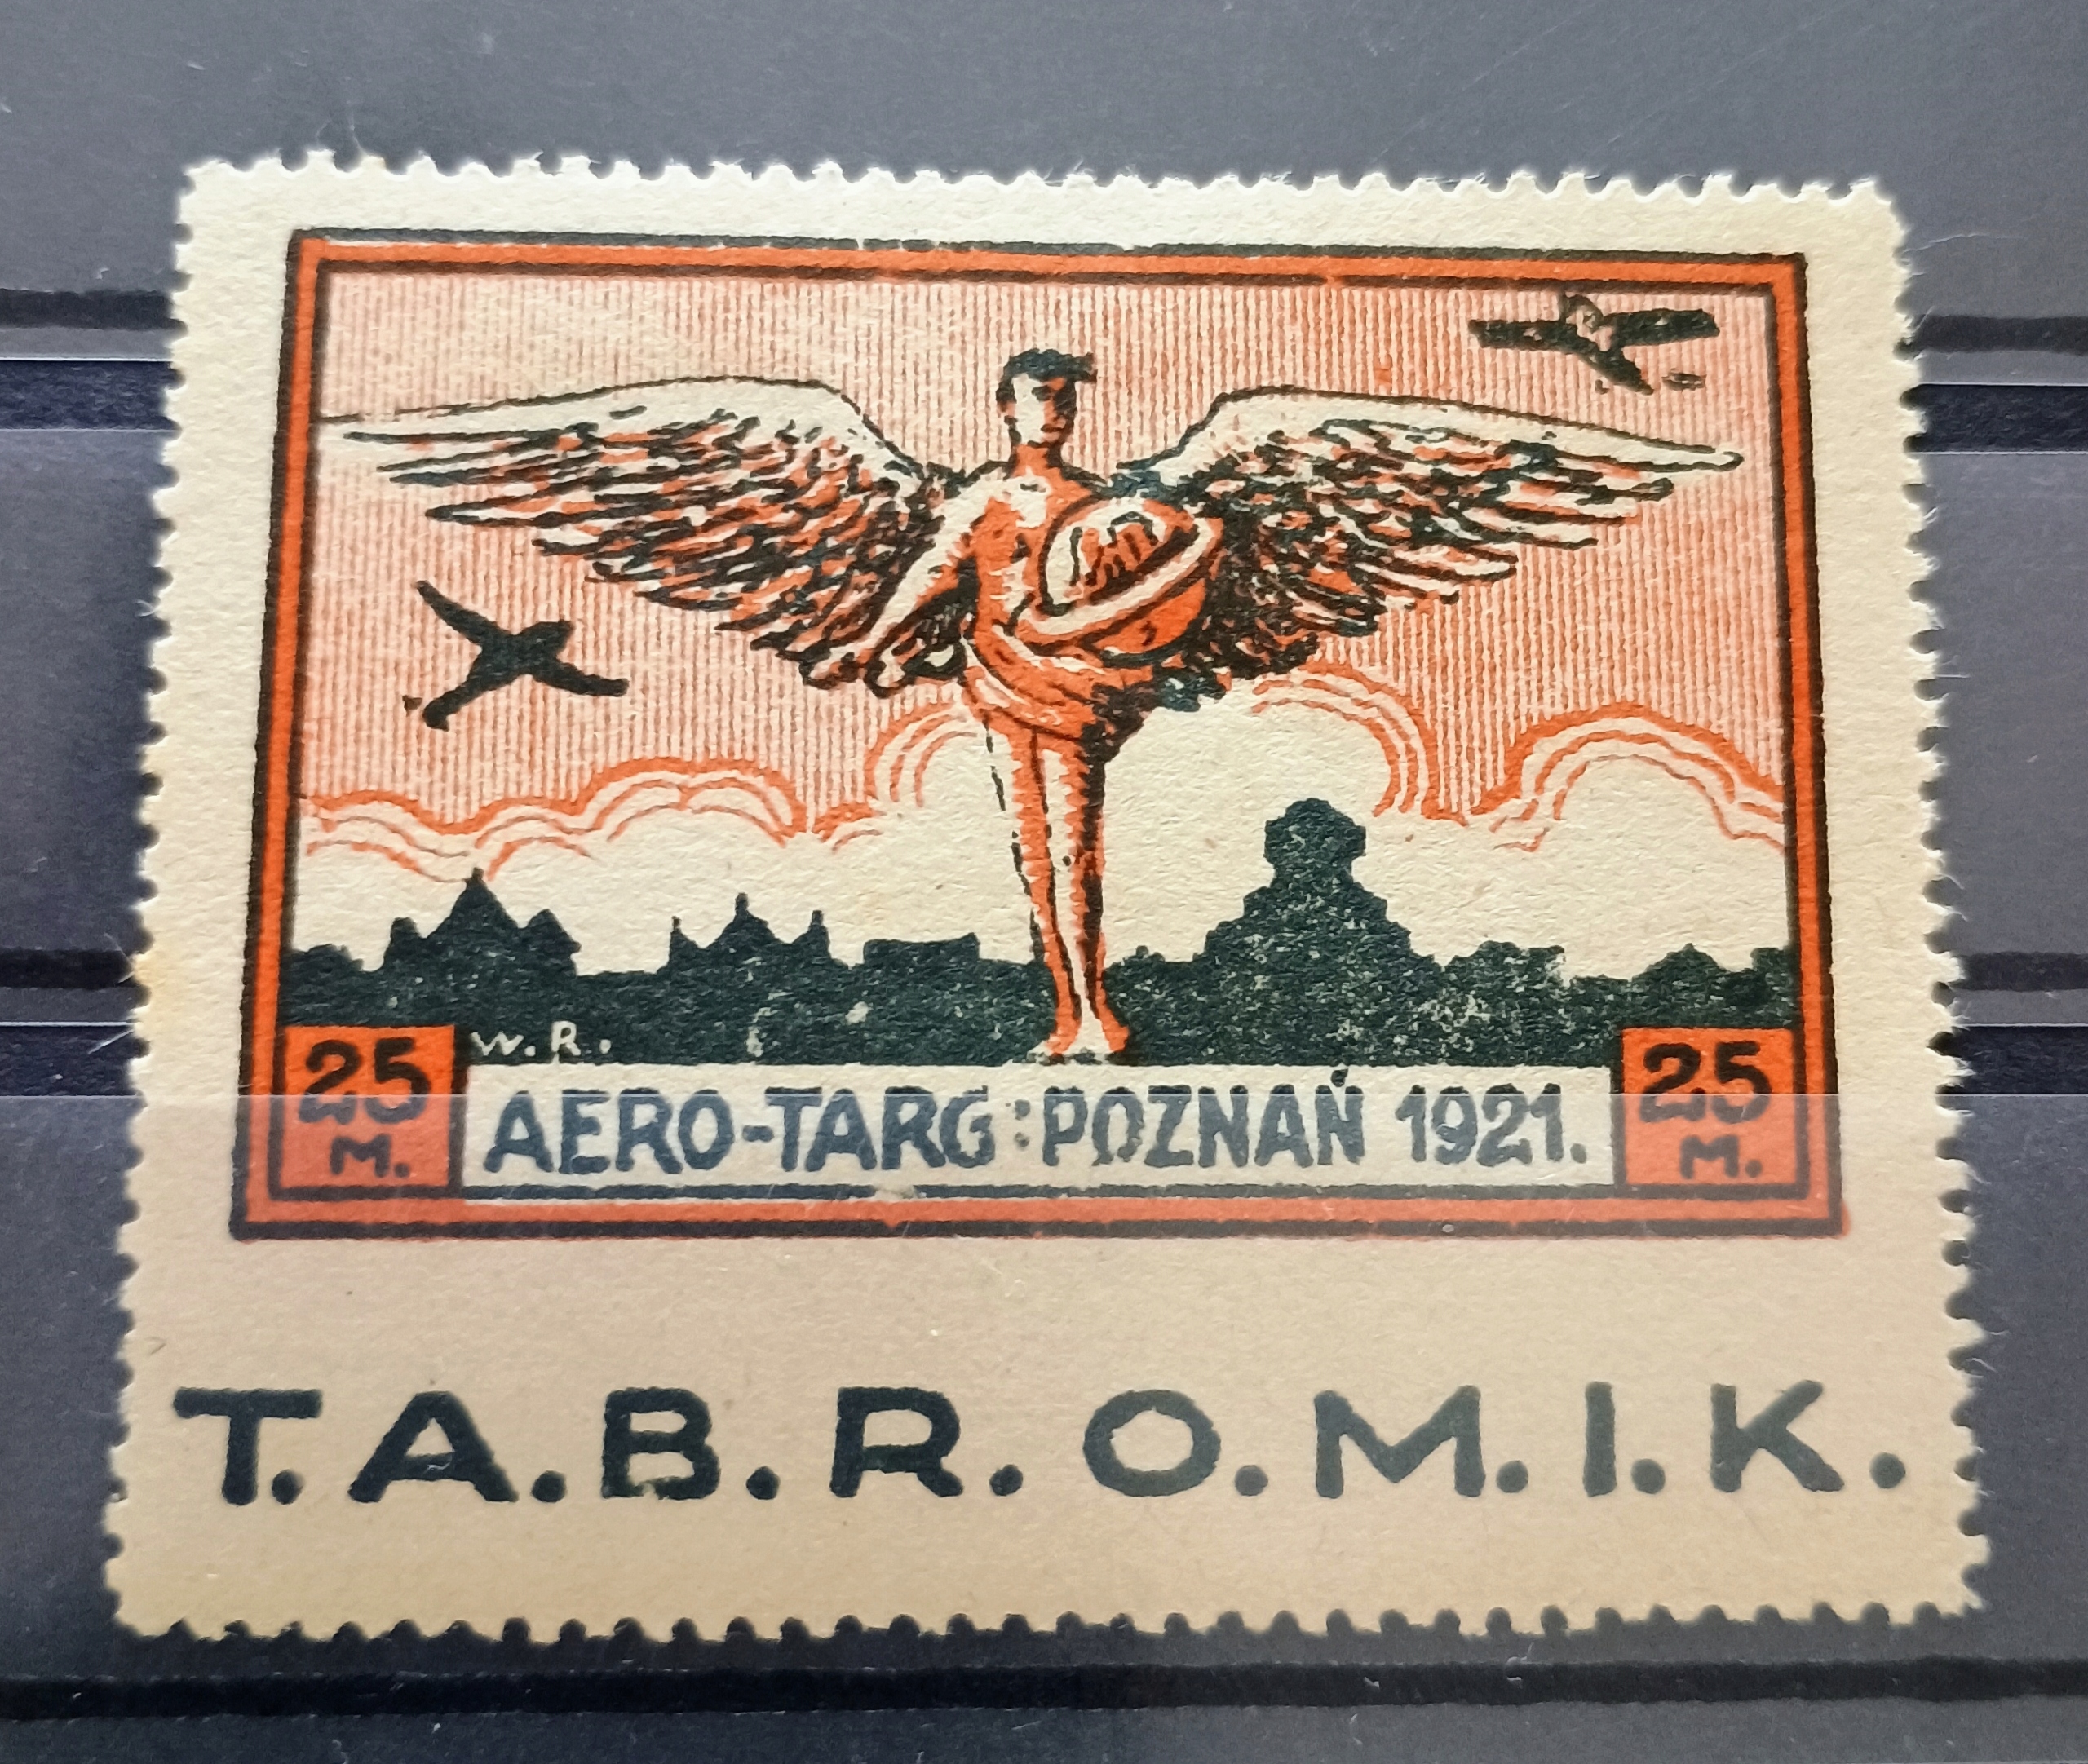 W.R.
25 M.
AERO-TARG:POZNAŃ 1921.
25 M.
T.A.B.R.O.M.I.K.